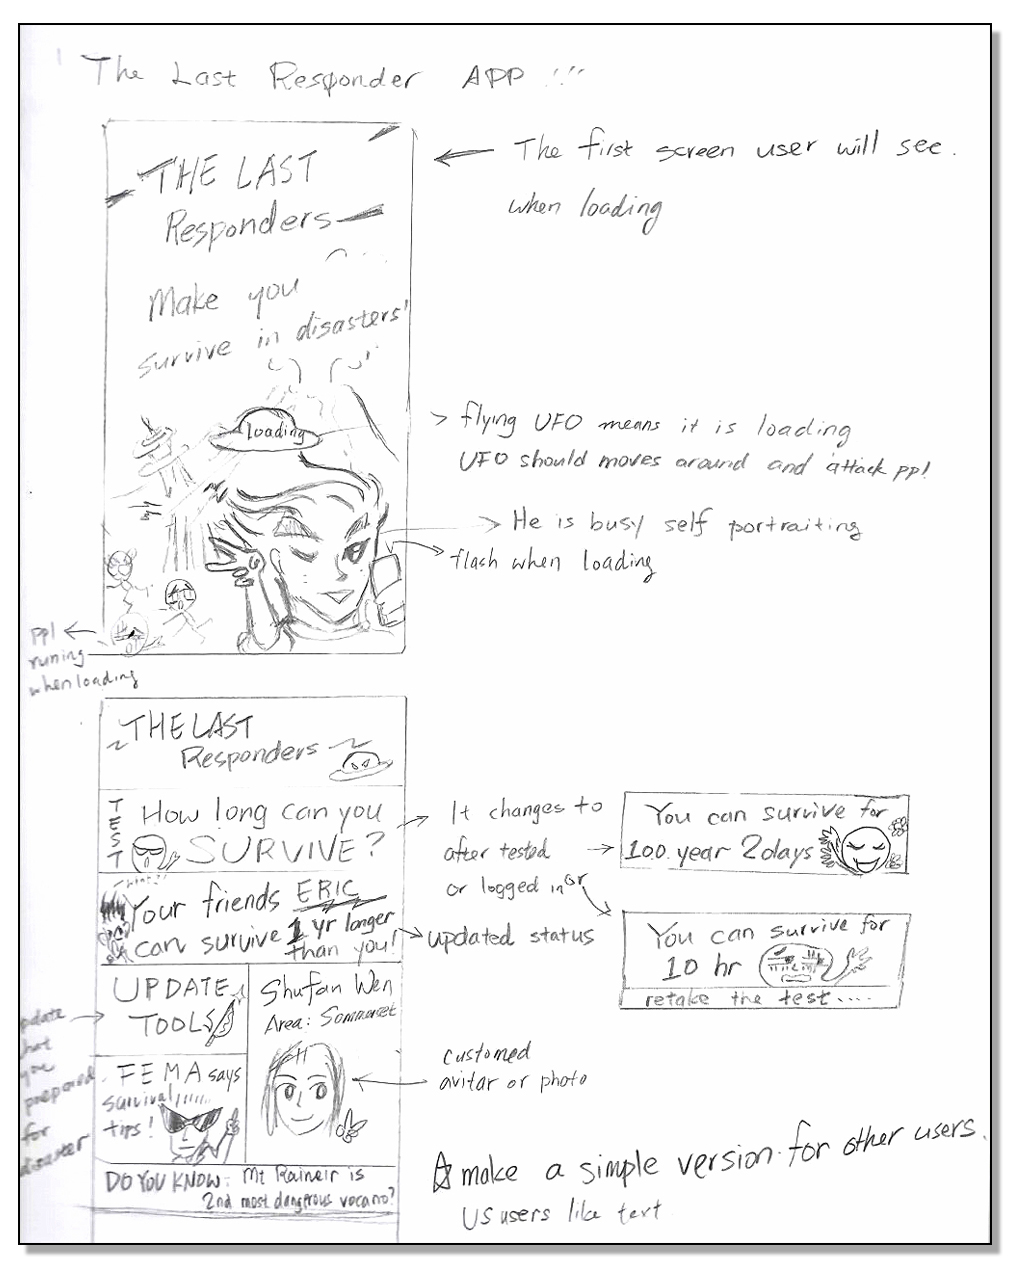 The Last Responder APP !!!
THE LAST
Responders
Make you
survive in disasters!
loading
The first screen user will see.
when loading
flying UFO means it is loading
UFO should moves around and attack ppl!
He is busy self portraiting
flash when loading
ppl
runing
when loading
THE LAST
Responders
TEST
How long can you
SURVIVE?
It changes to
after tested
or logged in
or
You can survive for
100 year 2days
Your friends ERIC
can survive 1 yr longer
than you!
updated status
You can survive for
10 hr
retake the test....
UPDATE
TOOLS
Shufan Wen
Area: Sommerset
you
prepared
for
disaster
FEMA says
survival
tips!
customed
avitar or photo
DO YOU KNOW: Mt Raineir is
2nd most dangrous vocano?
make a simple version for other users.
US users like text